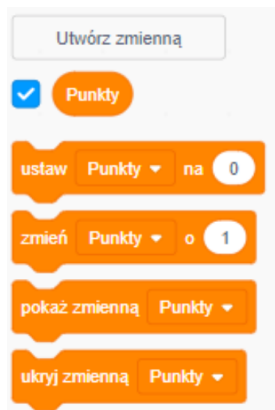 Utwórz zmienną
Punkty
ustaw Punkty na 0
zmień Punkty o 1
pokaż zmienną Punkty
ukryj zmienną Punkty